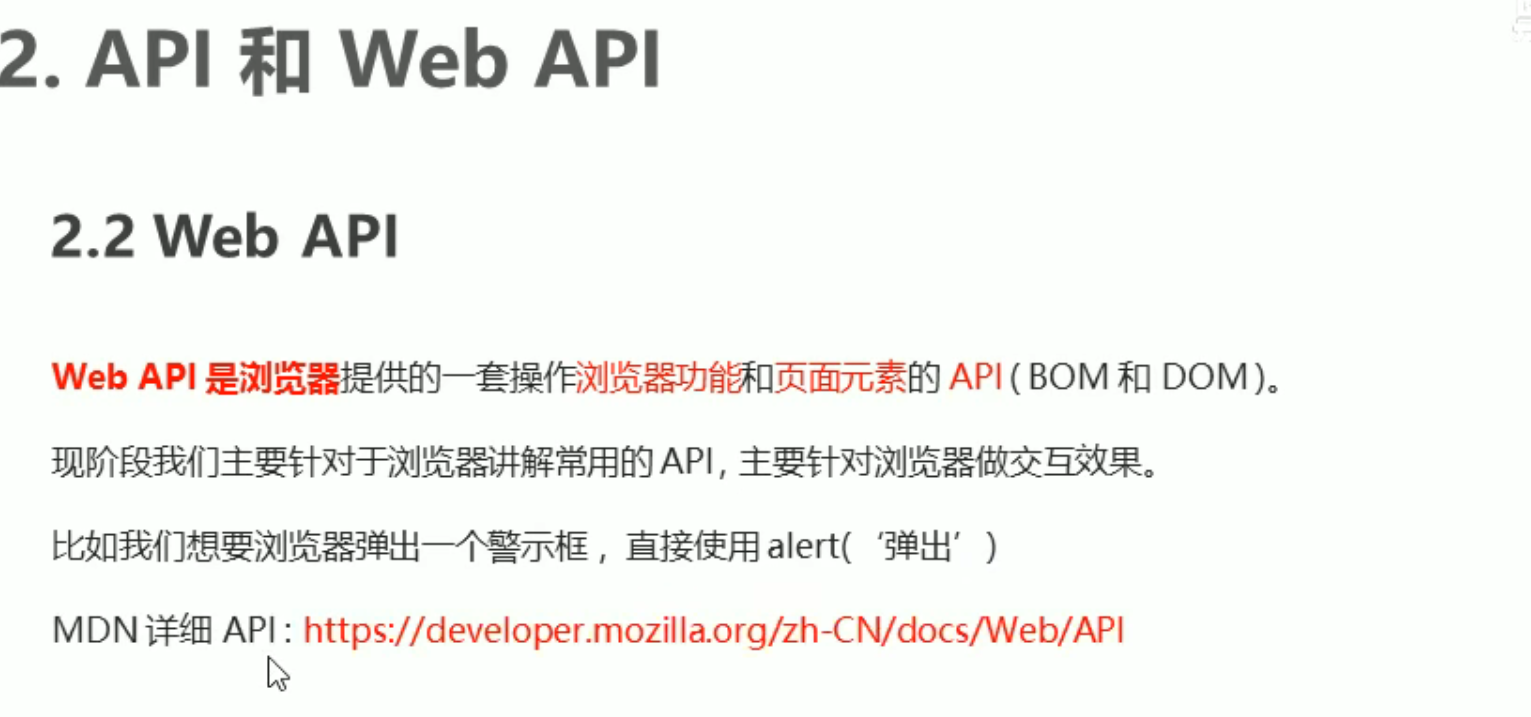 2. API 和 Web API
2.2 Web API
Web API 是浏览器提供的一套操作浏览器功能和页面元素的 API ( BOM 和 DOM )。
现阶段我们主要针对于浏览器讲解常用的 API , 主要针对浏览器做交互效果。
比如我们想要浏览器弹出一个警示框， 直接使用 alert(‘弹出’)
MDN 详细 API : https://developer.mozilla.org/zh-CN/docs/Web/API